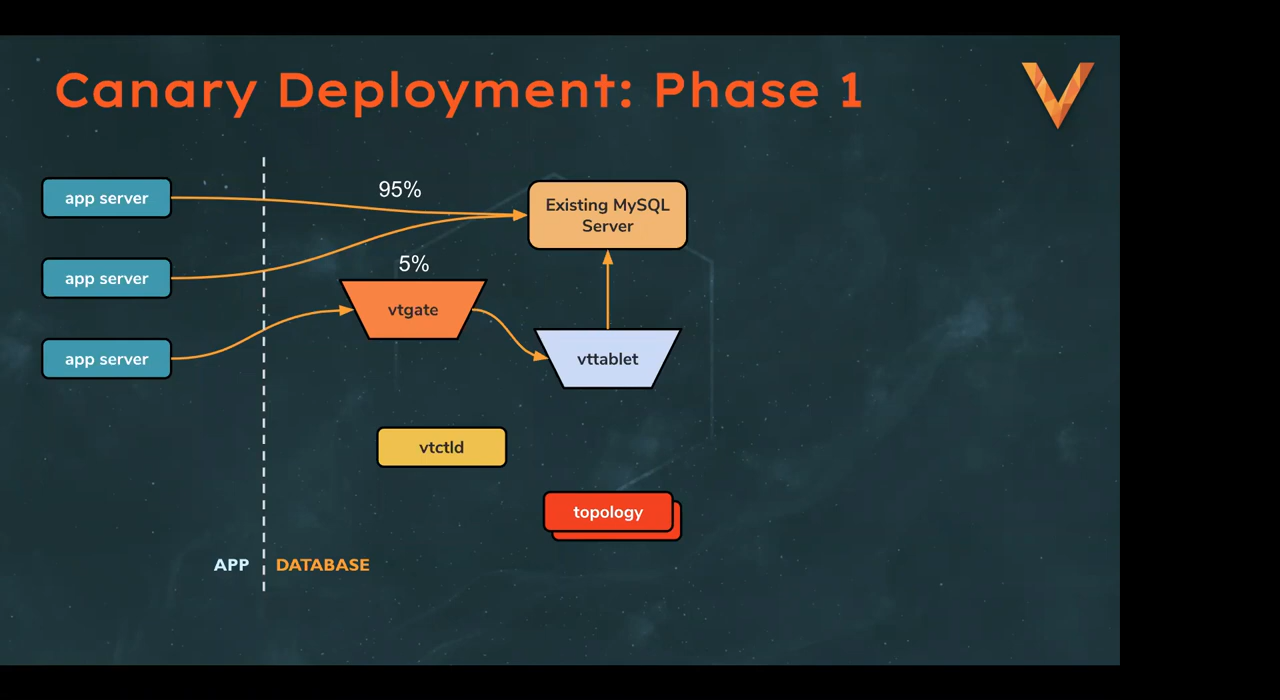 Canary Deployment: Phase 1
app server
95%
Existing MySQL
Server
app server
5%
vtgate
app server
vttablet
vtctld
topology
APP
DATABASE